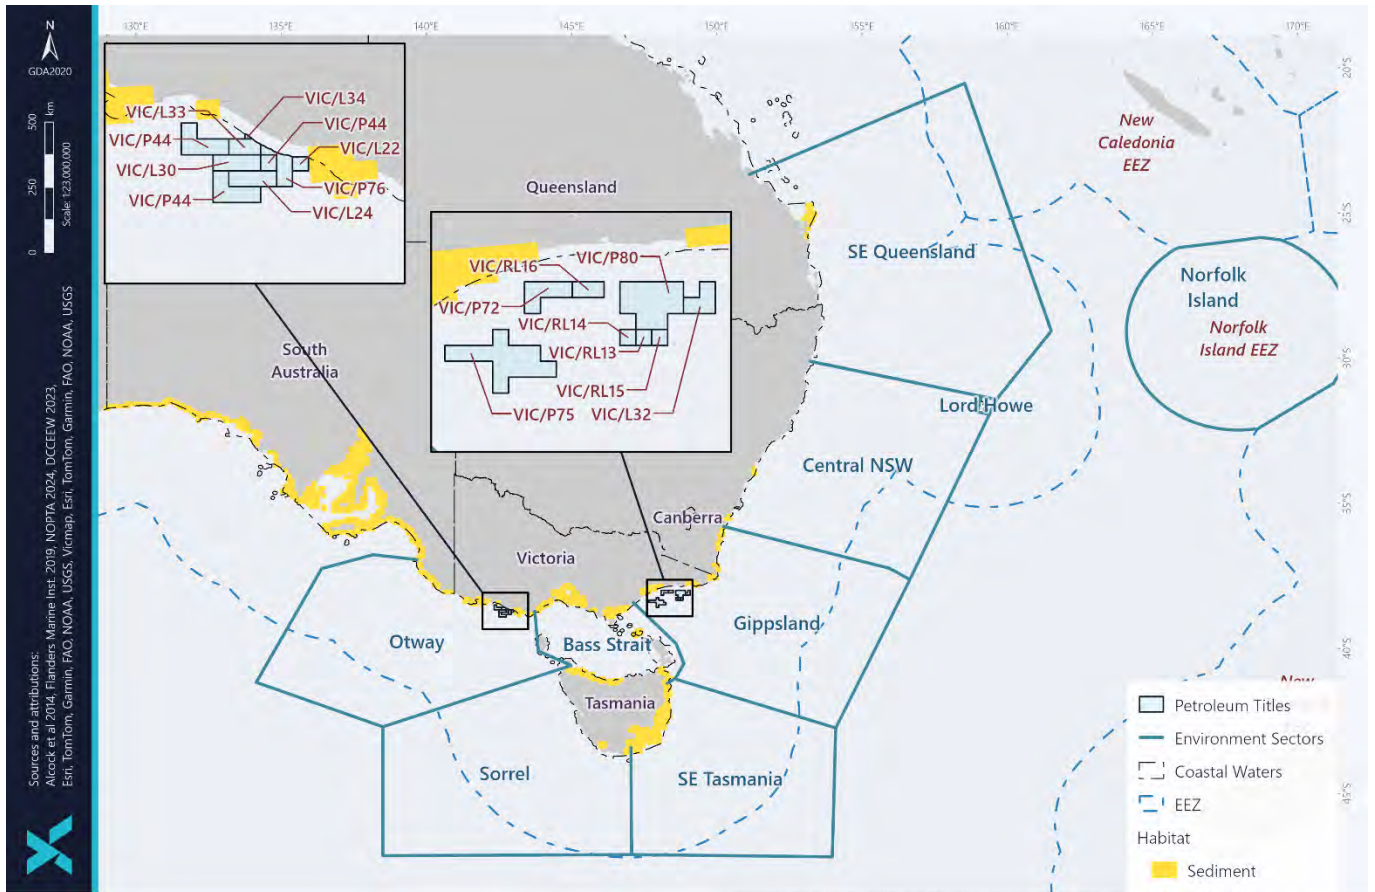 N
GDA2020
500
250
0
km
Scale: 1:23,000,000
Sources and attributions:
Alcock et al 2014, Flanders Marine Inst. 2019, NOPTA 2024, DCCEEW 2023,
Esri, TomTom, Garmin, FAO, NOAA, USGS, Vicmap, Esri, TomTom, Garmin, FAO, NOAA, USGS
130°E
135°E
140°E
145°E
150°E
155°E
160°E
165°E
170°E
20°S
25°S
30°S
35°S
40°S
45°S
VIC/L34
VIC/L33
VIC/P44
VIC/P44
VIC/L22
VIC/L30
VIC/P76
VIC/P44
VIC/L24
VIC/RL16
VIC/P80
VIC/P72
VIC/RL14
VIC/RL13
VIC/RL15
VIC/P75
VIC/L32
Queensland
South
Australia
Victoria
Canberra
Tasmania
New
Caledonia
EEZ
SE Queensland
Norfolk
Island
Norfolk
Island EEZ
Lord Howe
Central NSW
Gippsland
Otway
Bass Strait
Sorrel
SE Tasmania
New
Petroleum Titles
Environment Sectors
Coastal Waters
EEZ
Habitat
Sediment